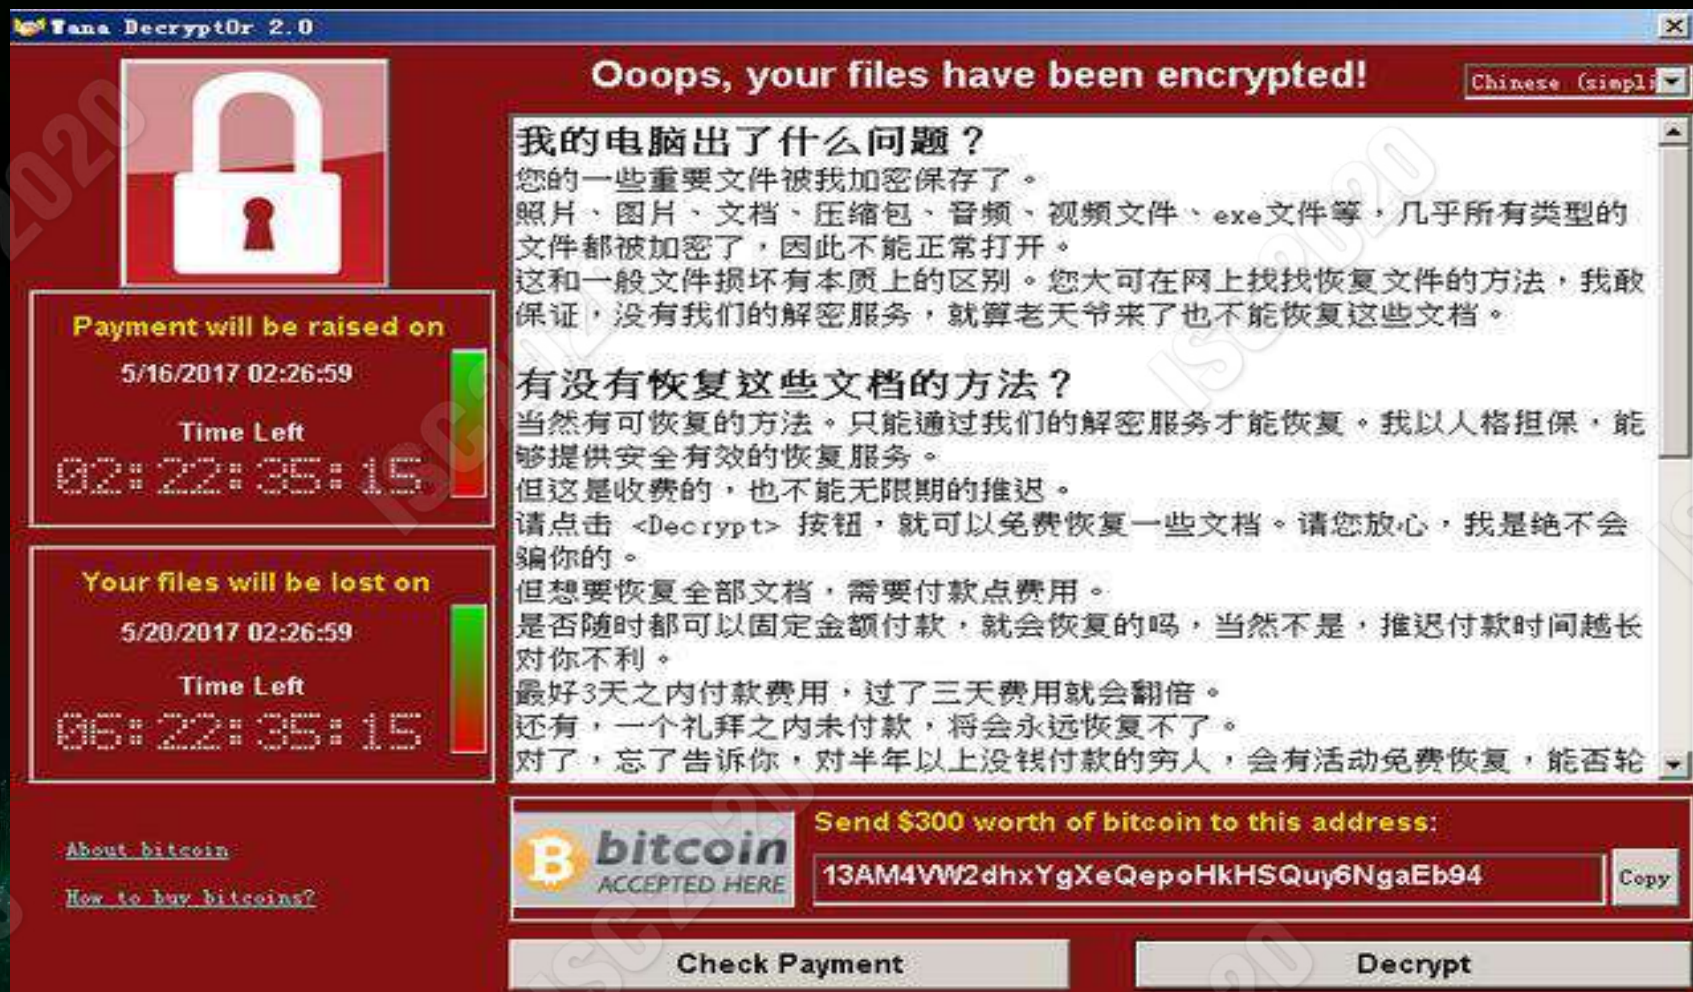 Wana Decrypt0r 2.0
Ooops, your files have been encrypted!
Chinese (simpli
我的电脑出了什么问题？
您的一些重要文件被我加密保存了。
照片、图片、文档、压缩包、音频、视频文件、exe文件等，几乎所有类型的
文件都被加密了，因此不能正常打开。
这和一般文件损坏有本质上的区别。您大可在网上找找恢复文件的方法，我敢
保证，没有我们的解密服务，就算老天爷来了也不能恢复这些文档。
有没有恢复这些文档的方法？
当然有可恢复的方法。只能通过我们的解密服务才能恢复。我以人格担保，能
够提供安全有效的恢复服务。
但这是收费的，也不能无限期的推迟。
请点击 <Decrypt> 按钮，就可以免费恢复一些文档。请您放心，我是绝不会
骗你的。
但想要恢复全部文档，需要付款点费用。
是否随时都可以固定金额付款，就会恢复的吗，当然不是，推迟付款时间越长
对你不利。
最好3天之内付款费用，过了三天费用就会翻倍。
还有，一个礼拜之内未付款，将会永远恢复不了。
对了，忘了告诉你，对半年以上没钱付款的穷人，会有活动免费恢复，能否轮
Payment will be raised on
5/16/2017 02:26:59
Time Left
02:22:35:15
Your files will be lost on
5/20/2017 02:26:59
Time Left
06:22:35:15
About bitcoin
How to buy bitcoins?
bitcoin
ACCEPTED HERE
Send $300 worth of bitcoin to this address:
13AM4VW2dhxYgXeQepoHkHSQuy6NgaEb94
Copy
Check Payment
Decrypt
ISC2020